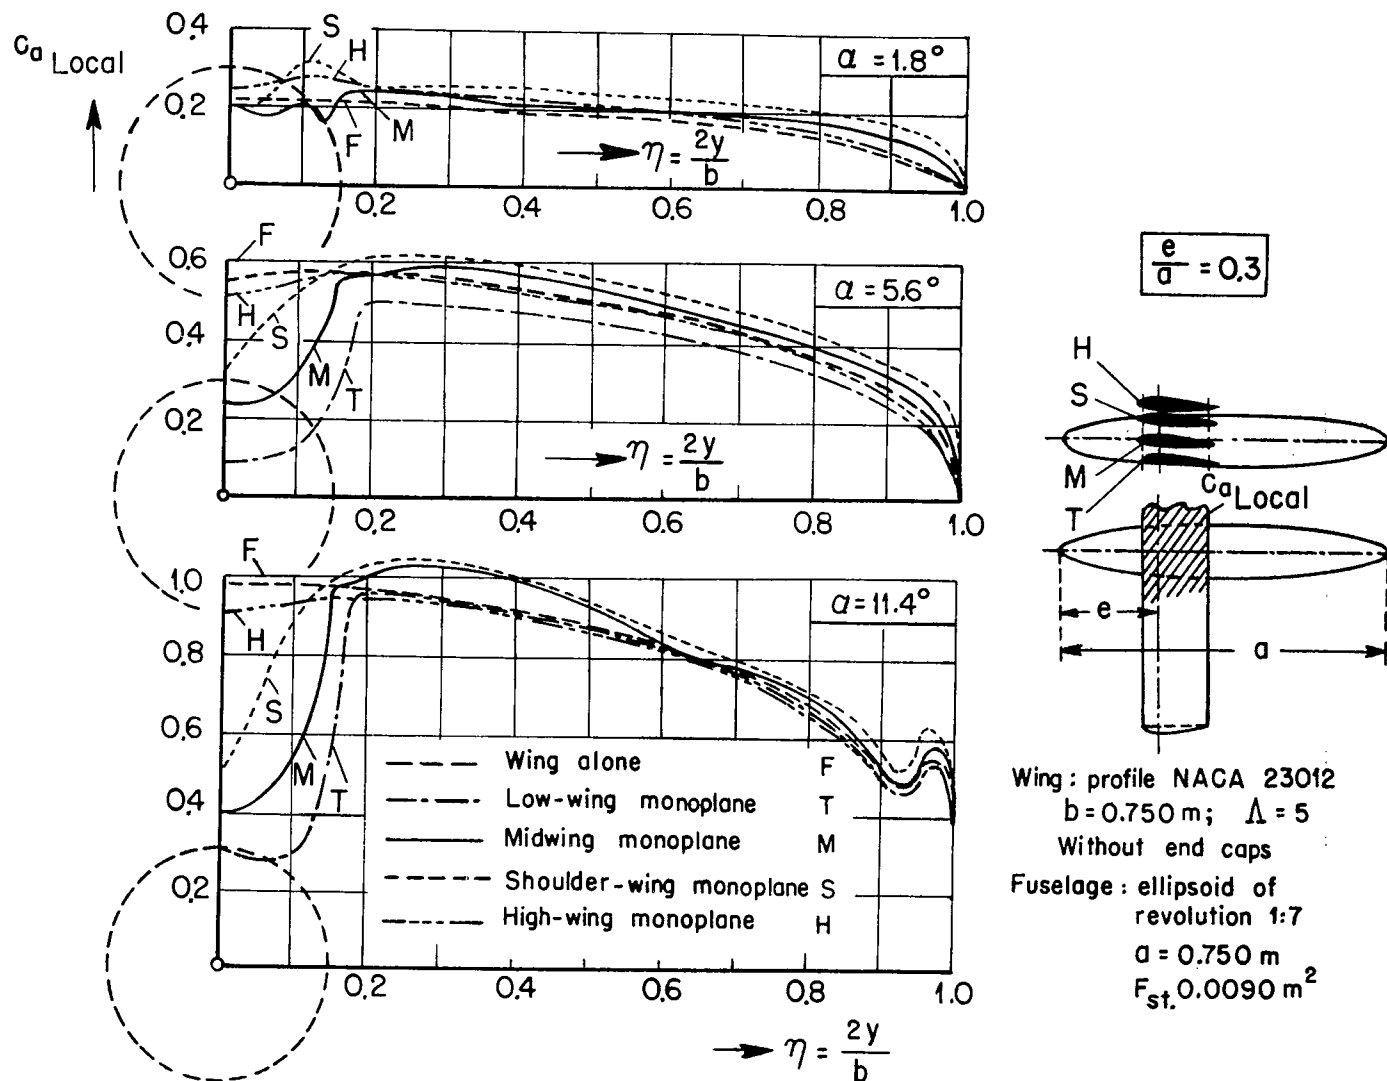 Cₐ Local
0.4
0.2
S
H
F
M
α = 1.8°
η = 2y/b
0.2 0.4 0.6 0.8 1.0
F
0.6
0.4
0.2
H
S
M
T
α = 5.6°
η = 2y/b
0.2 0.4 0.6 0.8 1.0
F
1.0
0.8
0.6
0.4
0.2
H
S
M
T
α = 11.4°
Wing alone F
Low-wing monoplane T
Midwing monoplane M
Shoulder-wing monoplane S
High-wing monoplane H
0.2 0.4 0.6 0.8 1.0
η = 2y/b
e/a = 0.3
H
S
M
T
Cₐ Local
e
a
Wing : profile NACA 23012
b = 0.750 m; Λ = 5
Without end caps
Fuselage : ellipsoid of
revolution 1:7
a = 0.750 m
F st. 0.0090 m²